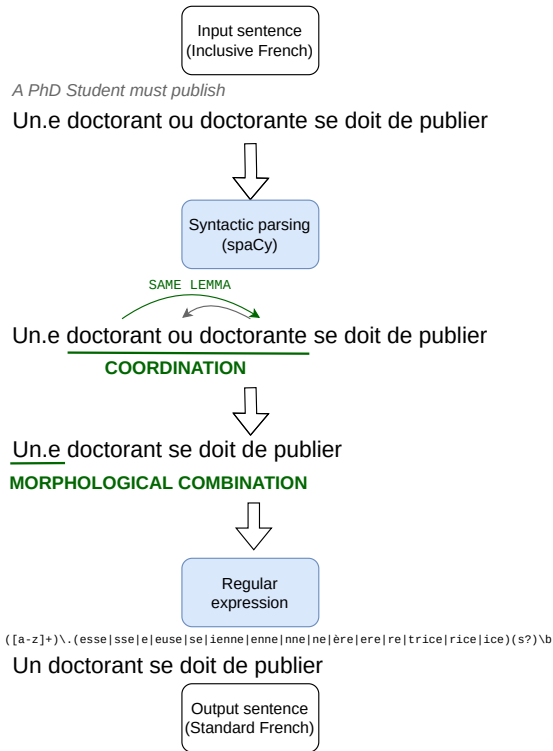 Input sentence
(Inclusive French)
A PhD Student must publish
Un.e doctorant ou doctorante se doit de publier
Syntactic parsing
(spaCy)
SAME LEMMA
Un.e doctorant ou doctorante se doit de publier
COORDINATION
Un.e doctorant se doit de publier
MORPHOLOGICAL COMBINATION
Regular
expression
([a-z]+)\.(esse|sse|e|euse|se|ienne|enne|nne|ne|ère|ere|re|trice|rice|ice)(s?)\b
Un doctorant se doit de publier
Output sentence
(Standard French)